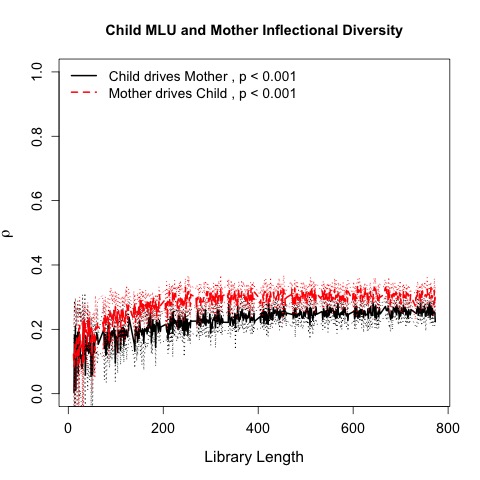 Child MLU and Mother Inflectional Diversity
Child drives Mother , p < 0.001
Mother drives Child , p < 0.001
1.0
0.8
0.6
0.4
0.2
0.0
ρ
0 200 400 600 800
Library Length